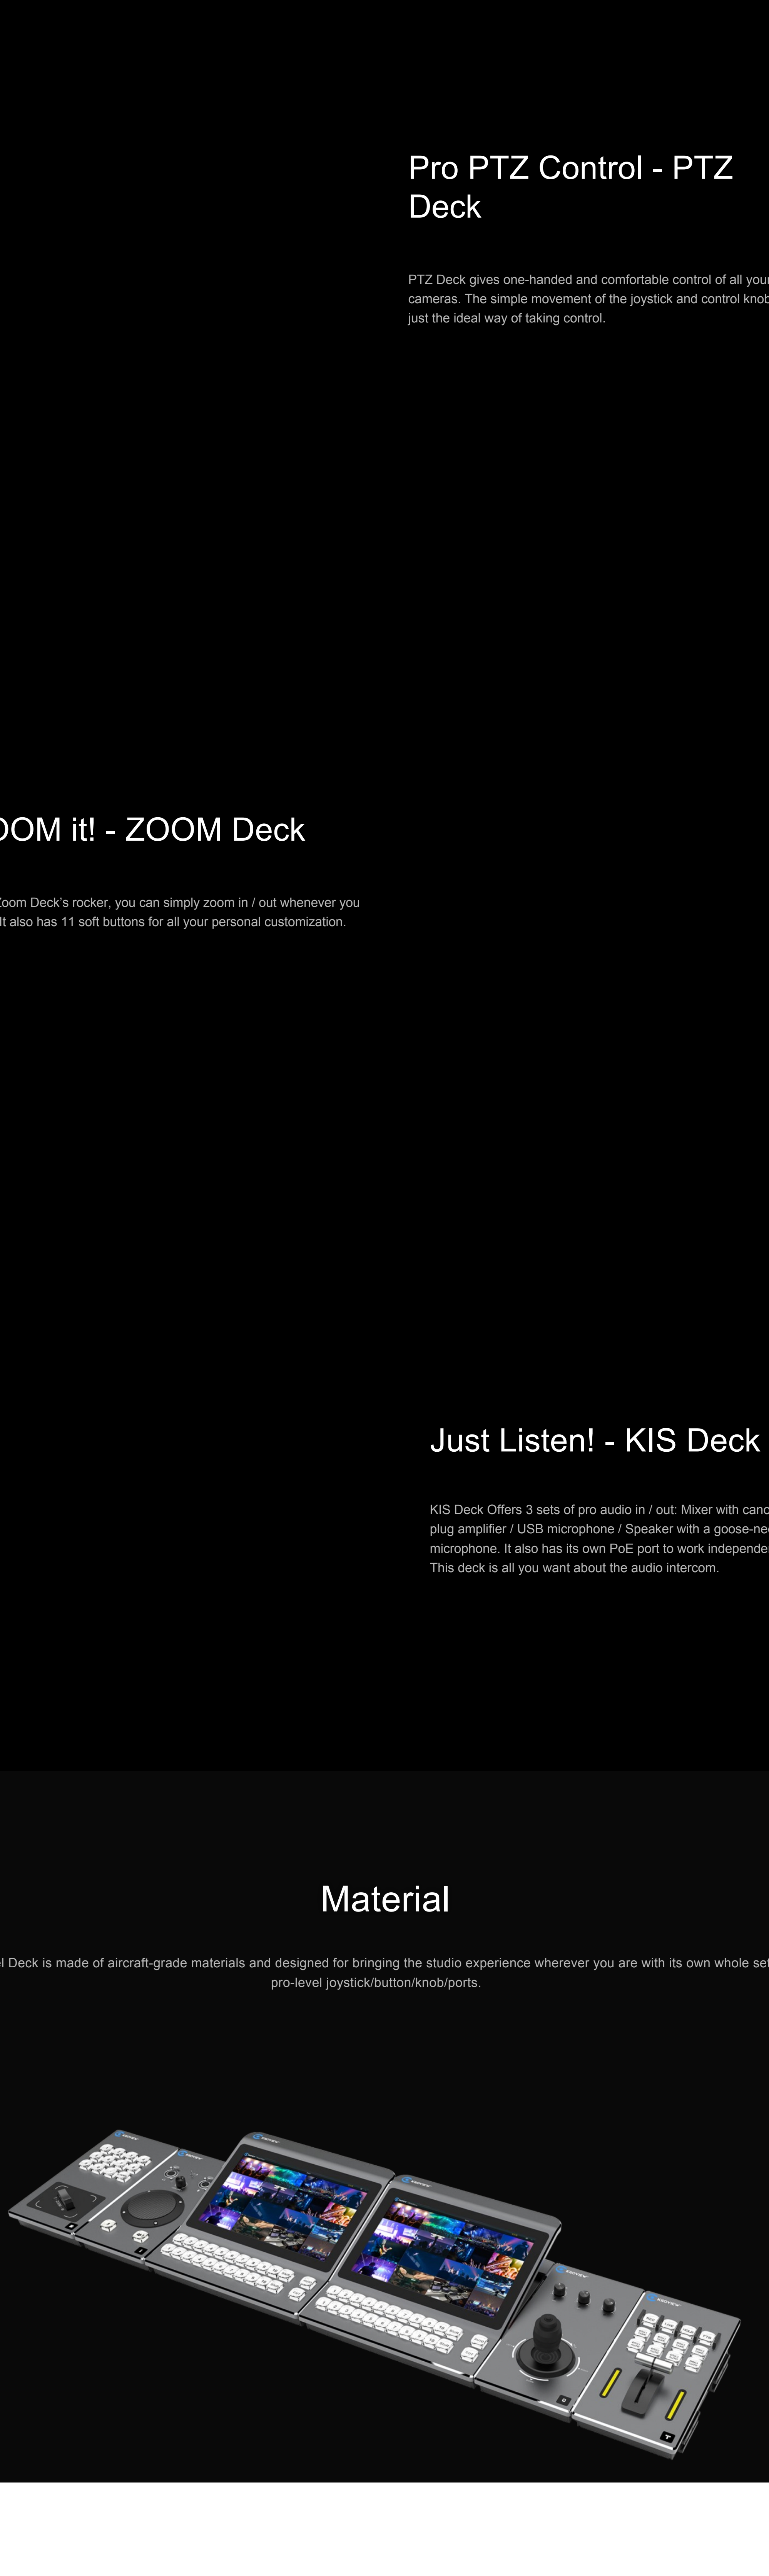 Pro PTZ Control - PTZ
Deck
PTZ Deck gives one-handed and comfortable control of all your
cameras. The simple movement of the joystick and control knob
just the ideal way of taking control.
OOM it! - ZOOM Deck
Zoom Deck's rocker, you can simply zoom in / out whenever you
It also has 11 soft buttons for all your personal customization.
Just Listen! - KIS Deck
KIS Deck Offers 3 sets of pro audio in / out: Mixer with
plug amplifier / USB microphone / Speaker with a
microphone. It also has its own PoE port to work
This deck is all you want about the audio intercom.
Material
Deck is made of aircraft-grade materials and designed for bringing the studio experience wherever you are with its own whole set
pro-level joystick/button/knob/ports.